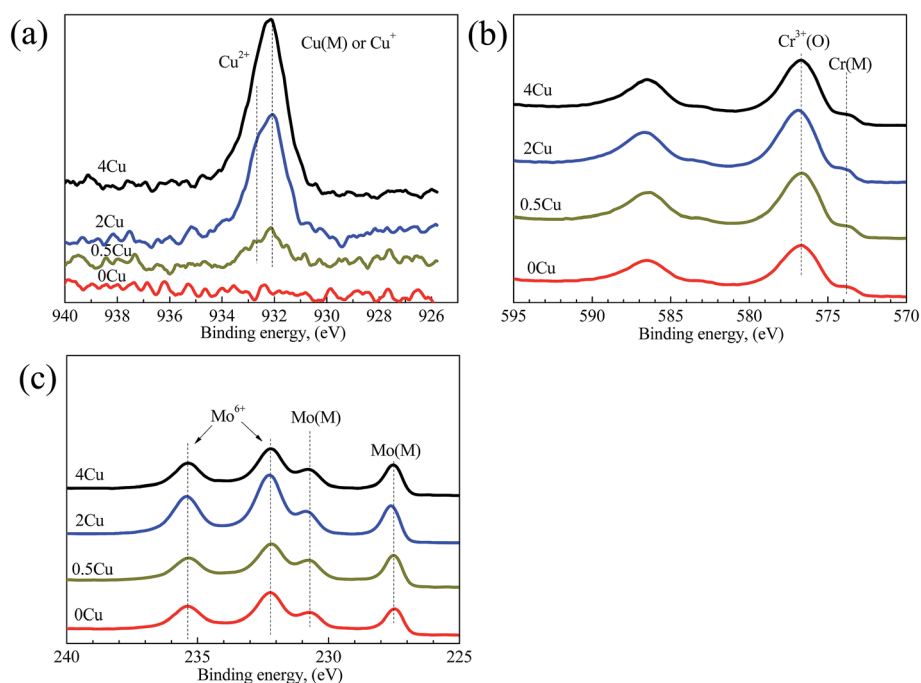 (a)
Cu²⁺
Cu(M) or Cu⁺
4Cu
2Cu
0.5Cu
0Cu
940 938 936 934 932 930 928 926
Binding energy, (eV)
(b)
Cr³⁺(O)
Cr(M)
4Cu
2Cu
0.5Cu
0Cu
595 590 585 580 575 570
Binding energy, (eV)
(c)
Mo⁶⁺
Mo(M)
Mo(M)
4Cu
2Cu
0.5Cu
0Cu
240 235 230 225
Binding energy, (eV)